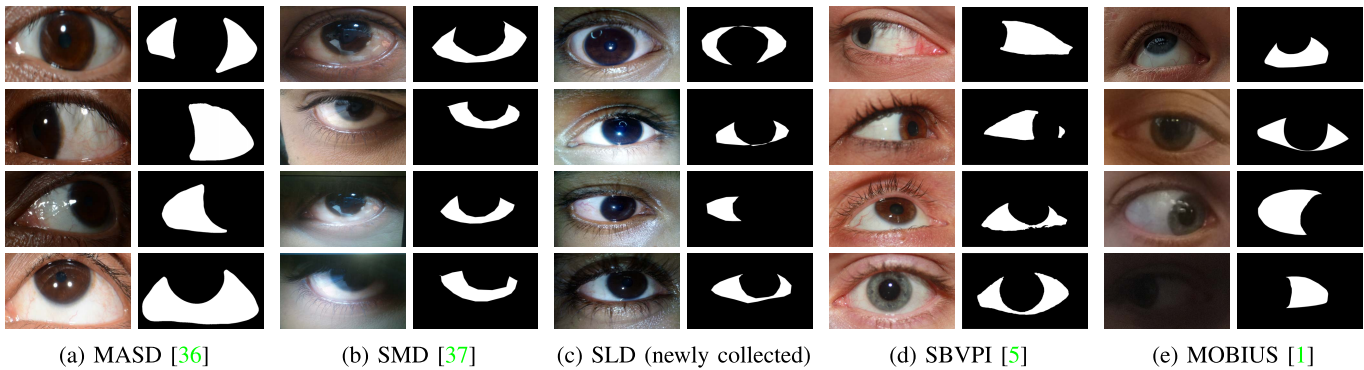 (a) MASD [36]
(b) SMD [37]
(c) SLD (newly collected)
(d) SBVPI [5]
(e) MOBIUS [1]